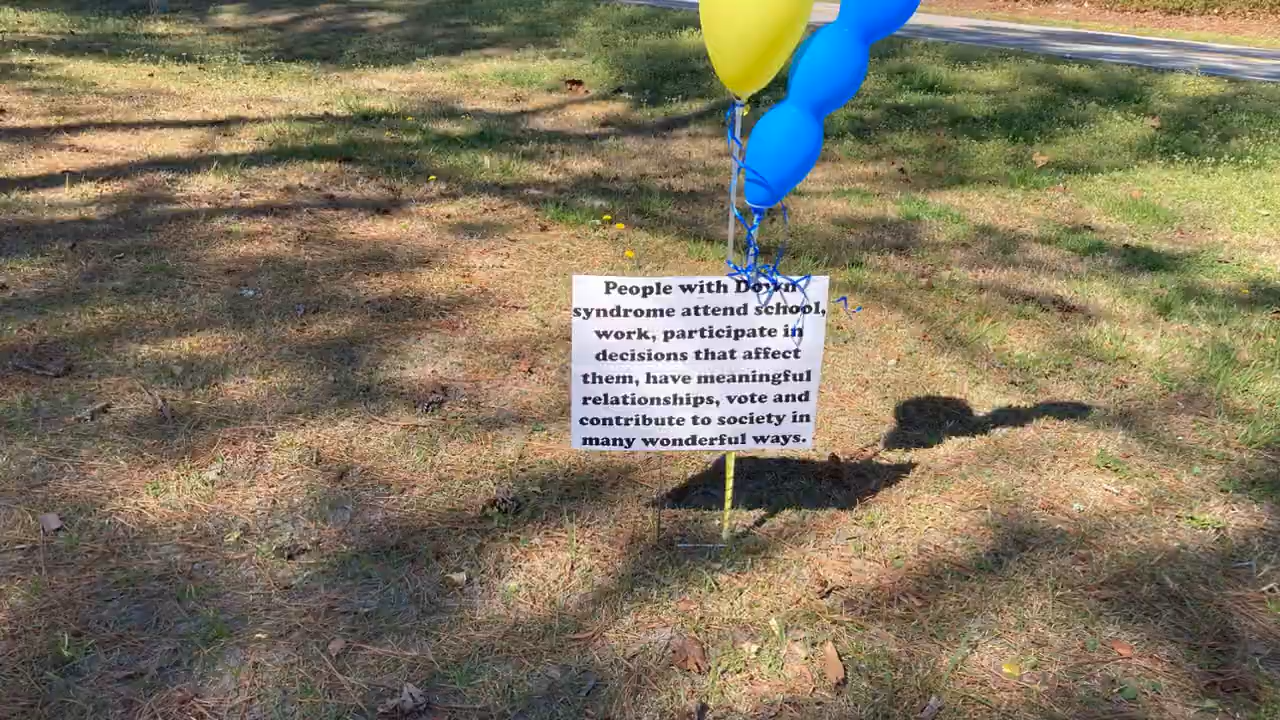 People with Down
syndrome attend school,
work, participate in
decisions that affect
them, have meaningful
relationships, vote and
contribute to society in
many wonderful ways.